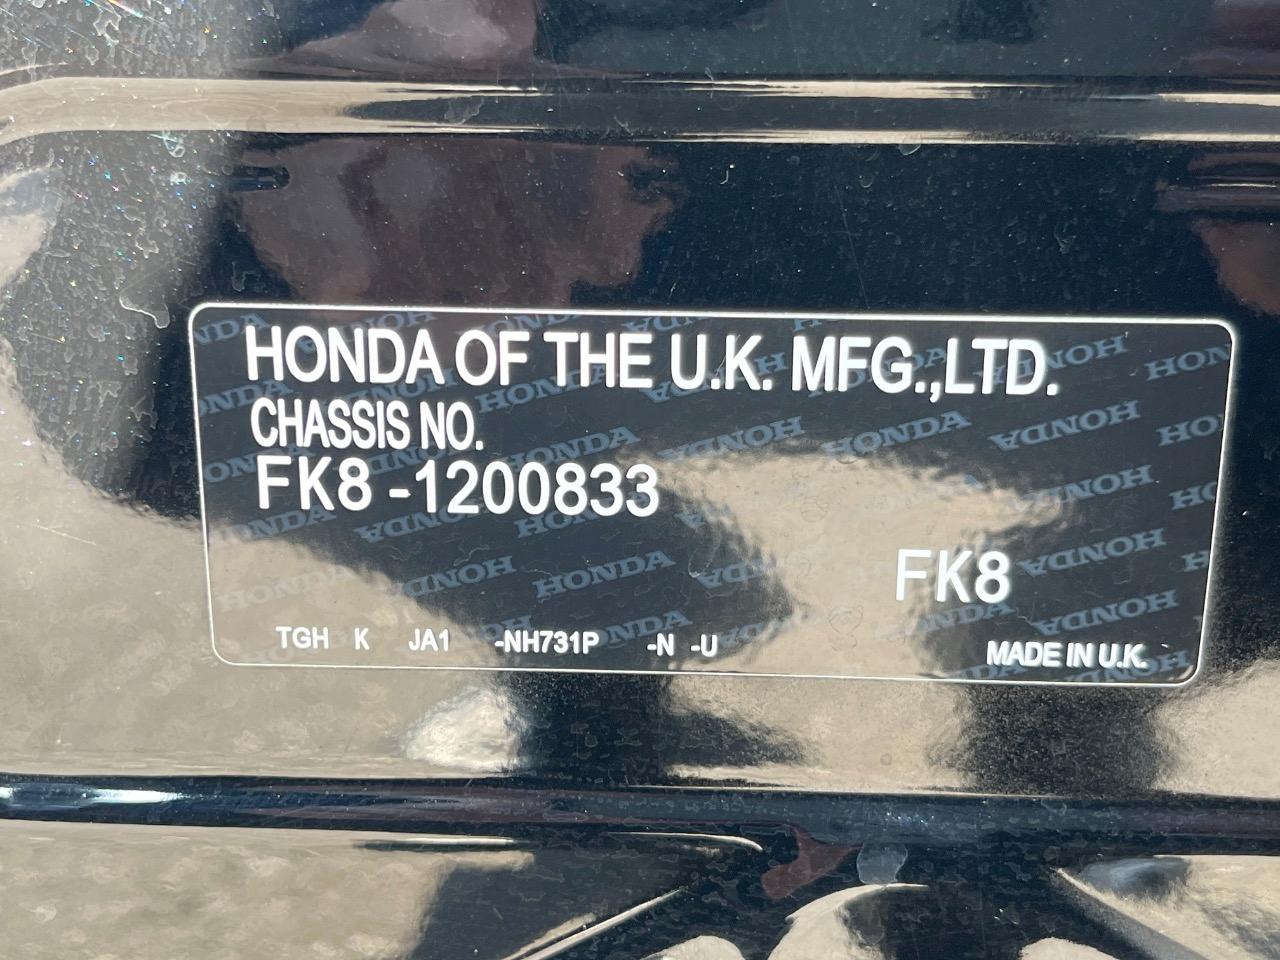 HONDA OF THE U.K. MFG.,LTD.
CHASSIS NO.
FK8 -1200833
FK8
TGH K JA1 -NH731P -N -U
MADE IN U.K.